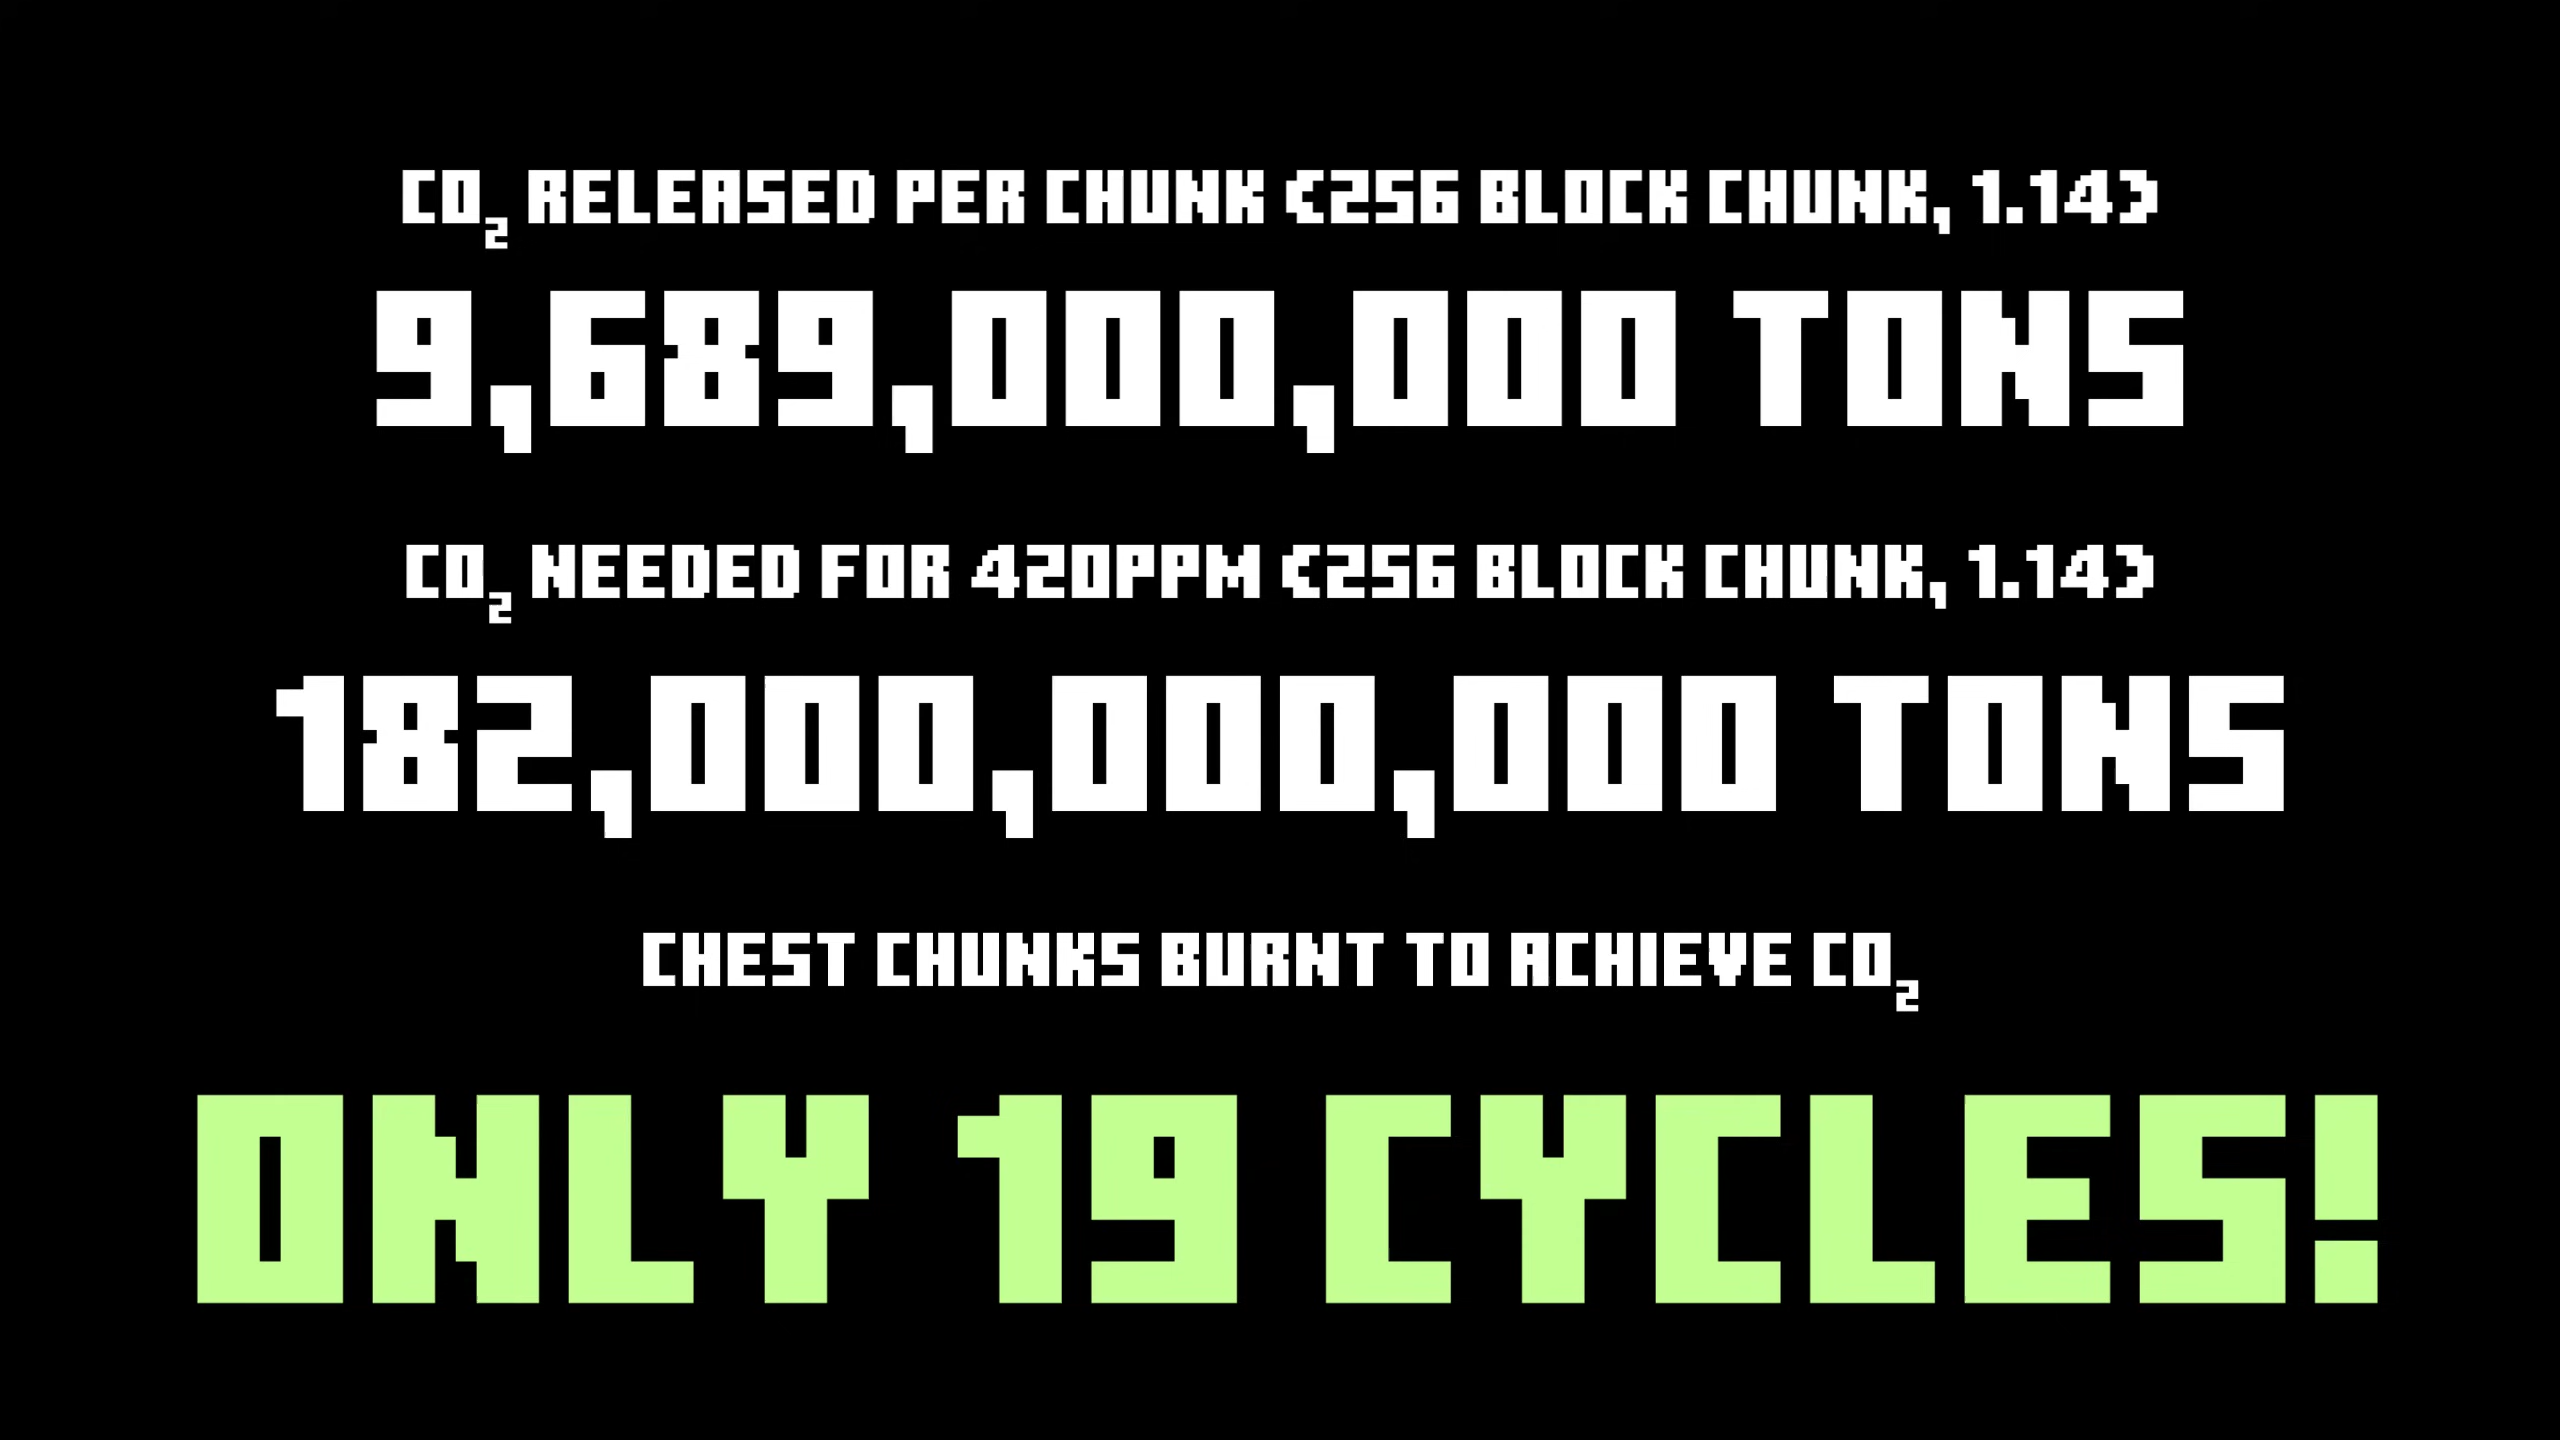 CO₂ RELEASED PER CHUNK (256 BLOCK CHUNK, 1.14)
9,689,000,000 TONS
CO₂ NEEDED FOR 420PPM (256 BLOCK CHUNK, 1.14)
182,000,000,000 TONS
CHEST CHUNKS BURNT TO ACHIEVE CO₂
ONLY 19 CYCLES!